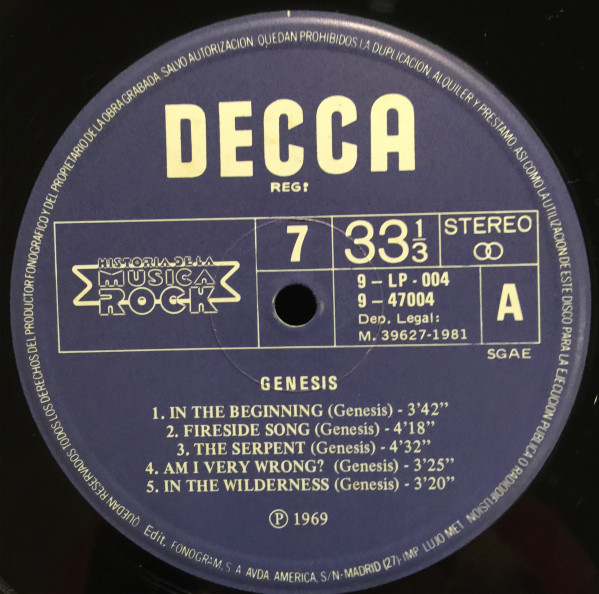 QUEDAN RESERVADOS TODOS LOS DERECHOS DEL PRODUCTOR FONOGRAFICO Y DEL PROPIETARIO DE LA OBRA GRABADA. SALVO AUTORIZACION, QUEDAN PROHIBIDOS LA DUPLICACION, ALQUILER Y PRESTAMO, ASI COMO LA UTILIZACION DE ESTE DISCO PARA LA EJECUCION PUBLICA O RADIODIFUSION
DECCA
REG!
HISTORIA DE LA
MUSICA
ROCK
7
33 1/3
STEREO
9 – LP - 004
9 – 47004
Dep. Legal:
M. 39627-1981
A
SGAE
GENESIS
1. IN THE BEGINNING (Genesis) - 3'42"
2. FIRESIDE SONG (Genesis) - 4'18"
3. THE SERPENT (Genesis) - 4'32"
4. AM I VERY WRONG? (Genesis) - 3'25"
5. IN THE WILDERNESS (Genesis) - 3'20"
Ⓟ 1969
Edit. FONOGRAM, S.A. AVDA. AMERICA, S/N-MADRID (27)-IMP. LUJO MET.